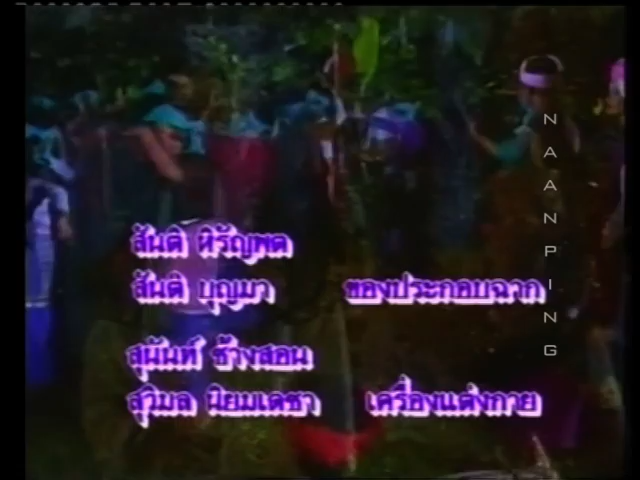 สันติ หิรัญพต
สันติ บุญมา ของประกอบฉาก
สุนันท์ ช้างสอน
สุวิมล นิยมเดชา เครื่องแต่งกาย
NAANPING